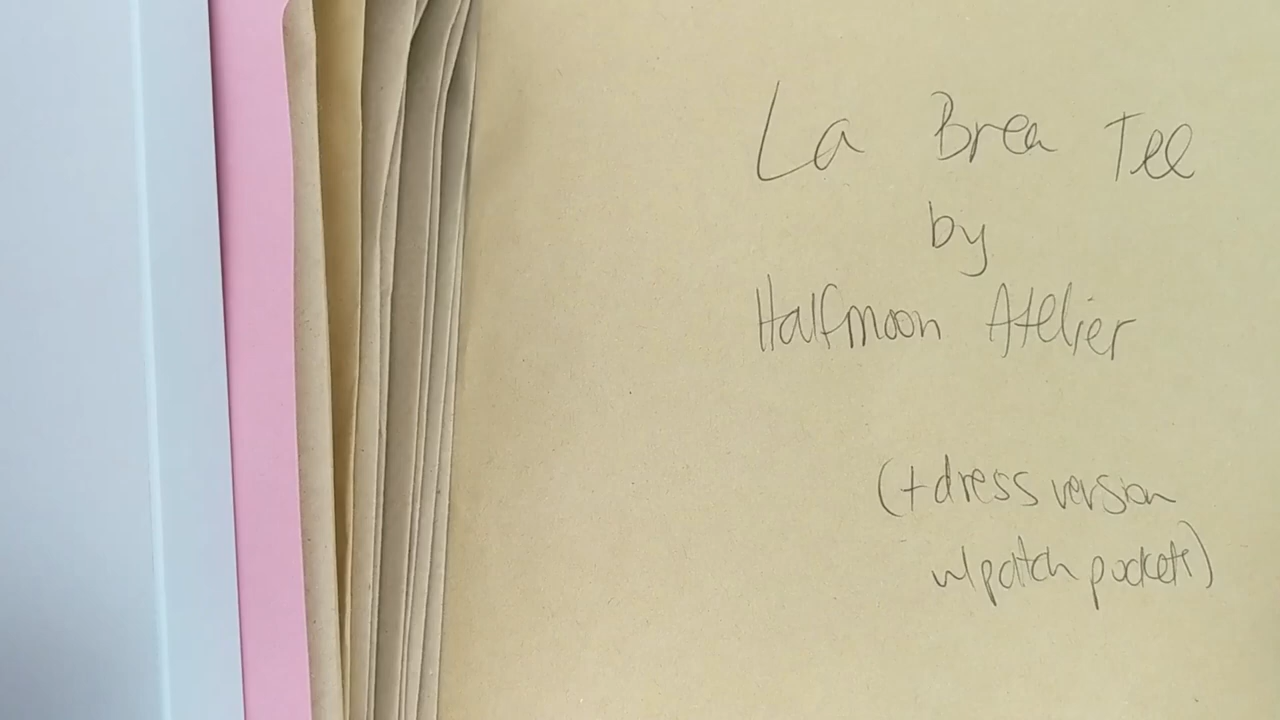 La Brea Tee
by
Halfmoon Atelier
(+dress version
w/patch pockets)